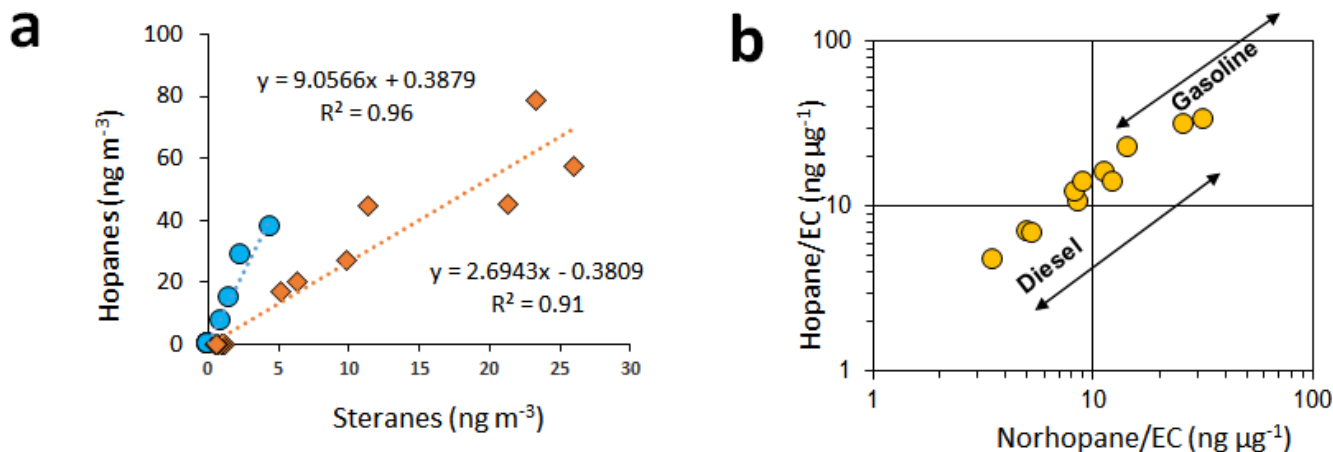 a
100
80
60
40
20
0
0 5 10 15 20 25 30
Hopanes (ng m⁻³)
Steranes (ng m⁻³)
y = 9.0566x + 0.3879
R² = 0.96
y = 2.6943x - 0.3809
R² = 0.91
b
100
10
1
1 10 100
Hopane/EC (ng µg⁻¹)
Norhopane/EC (ng µg⁻¹)
Gasoline
Diesel